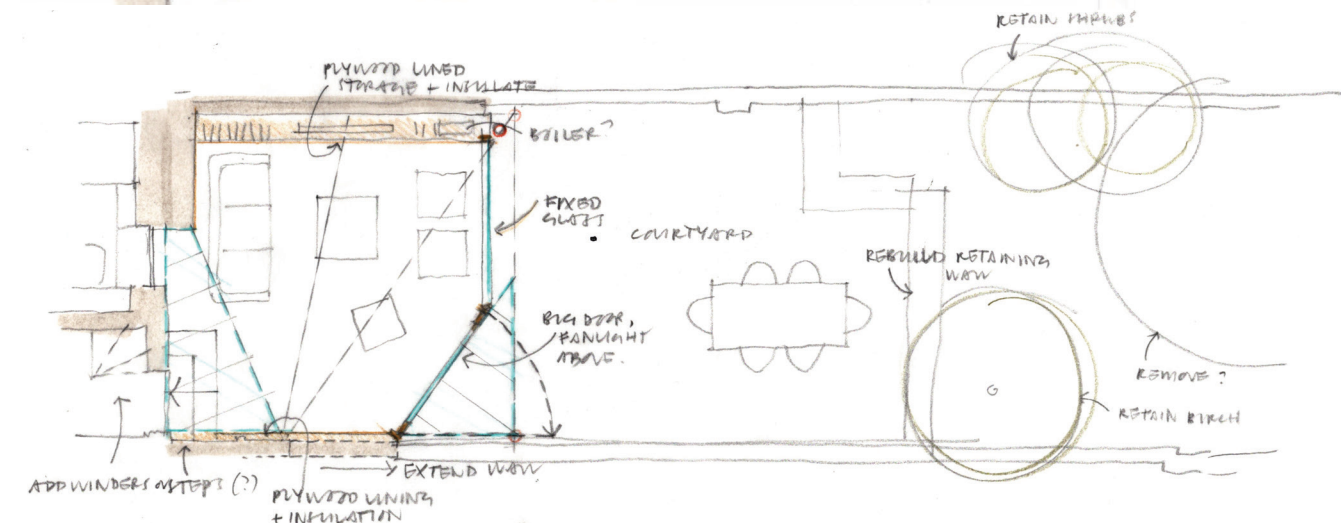 RETAIN SHRUBS
PLYWOOD LINED
STORAGE + INSULATE
BOILER?
FIXED
GLASS
COURTYARD
REBUILD RETAINING
WALL
BIG DOOR,
FANLIGHT
ABOVE.
REMOVE?
RETAIN BIRCH
EXTEND WALL
ADD WINDERS STEPS (?)
PLYWOOD LINING
+ INSULATION